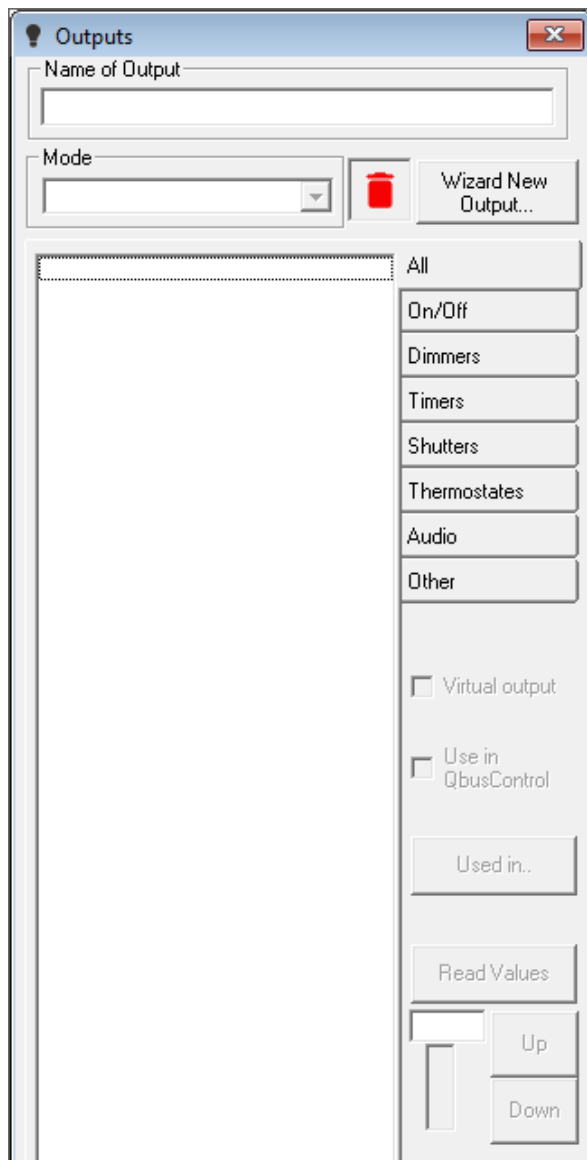 Outputs
Name of Output
Mode
Wizard New
Output...
All
On/Off
Dimmers
Timers
Shutters
Thermostates
Audio
Other
Virtual output
Use in
QbusControl
Used in..
Read Values
Up
Down